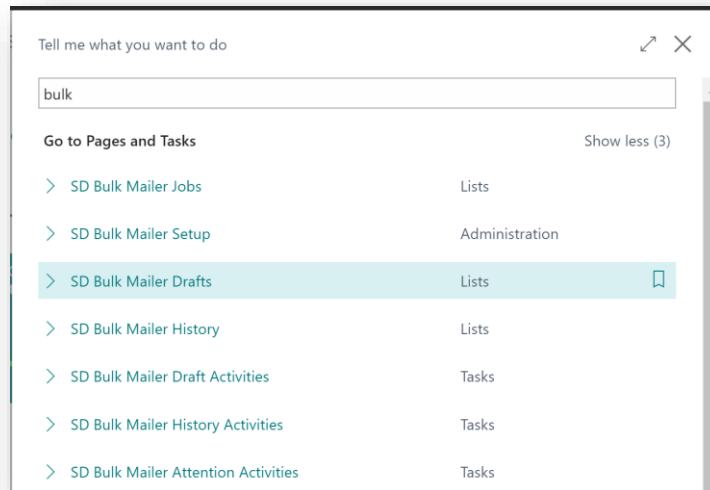 Tell me what you want to do
bulk
Go to Pages and Tasks Show less (3)
SD Bulk Mailer Jobs Lists
SD Bulk Mailer Setup Administration
SD Bulk Mailer Drafts Lists
SD Bulk Mailer History Lists
SD Bulk Mailer Draft Activities Tasks
SD Bulk Mailer History Activities Tasks
SD Bulk Mailer Attention Activities Tasks